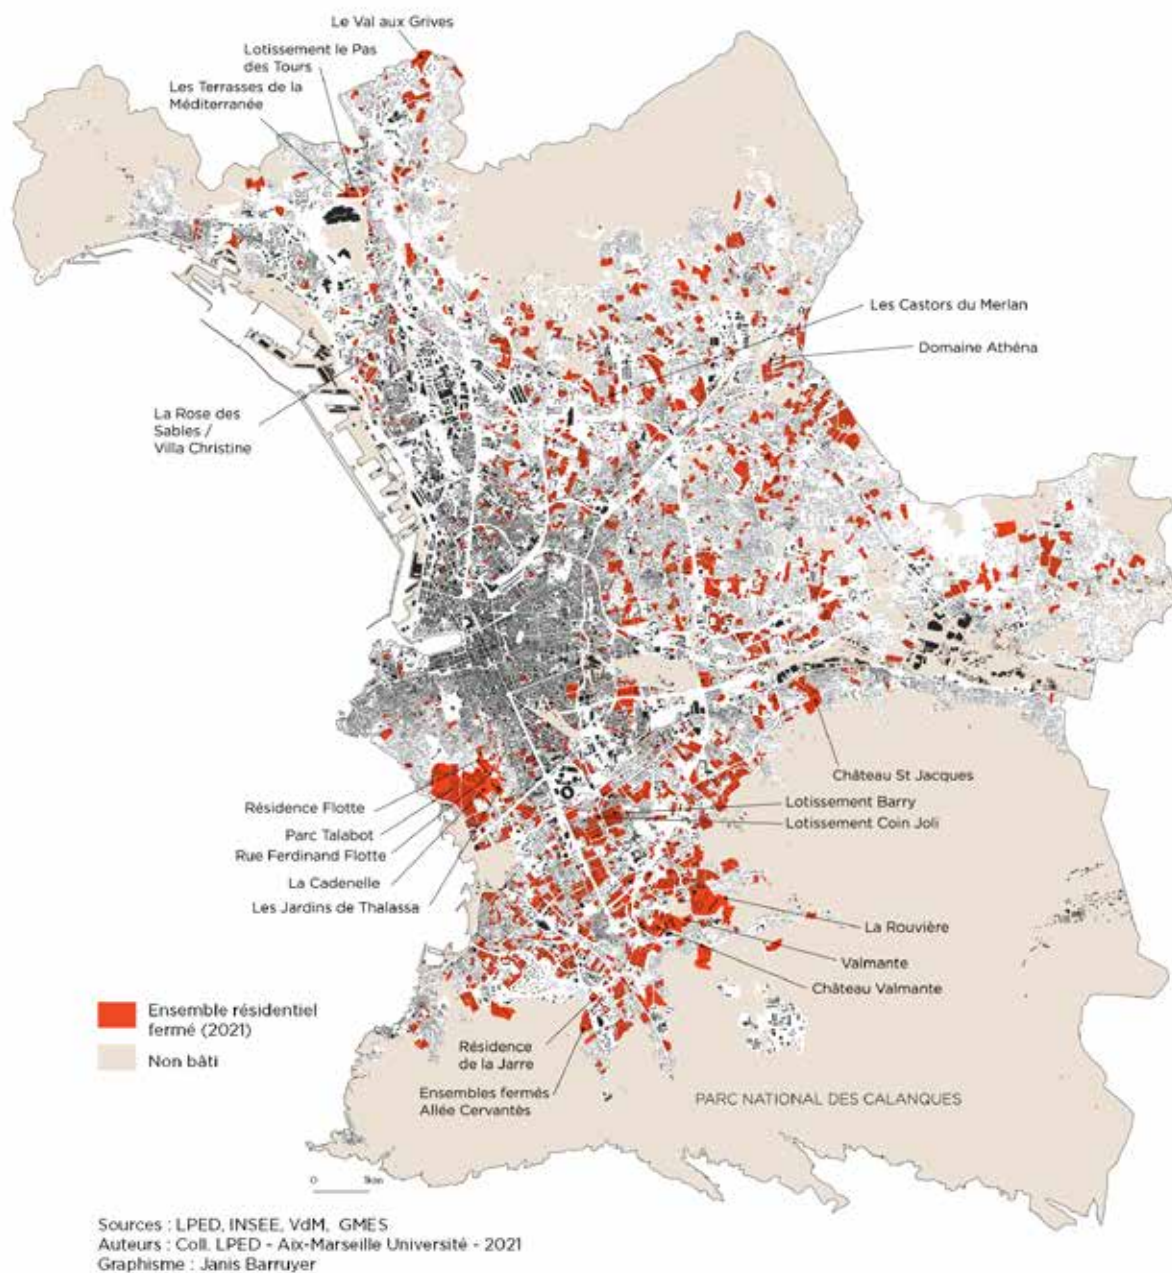 Le Val aux Grives
Lotissement le Pas
des Tours
Les Terrasses de la
Méditerranée
Les Castors du Merlan
Domaine Athéna
La Rose des
Sables /
Villa Christine
Château St Jacques
Résidence Flotte
Lotissement Barry
Lotissement Coin Joli
Parc Talabot
Rue Ferdinand Flotte
La Cadenelle
Les Jardins de Thalassa
La Rouvière
Valmante
Château Valmante
Ensemble résidentiel
fermé (2021)
Non bâti
Résidence
de la Jarre
Ensembles fermés
Allée Cervantès
PARC NATIONAL DES CALANQUES
0 1km
Sources : LPED, INSEE, VdM, GMES
Auteurs : Coll. LPED - Aix-Marseille Université - 2021
Graphisme : Janis Barruyer